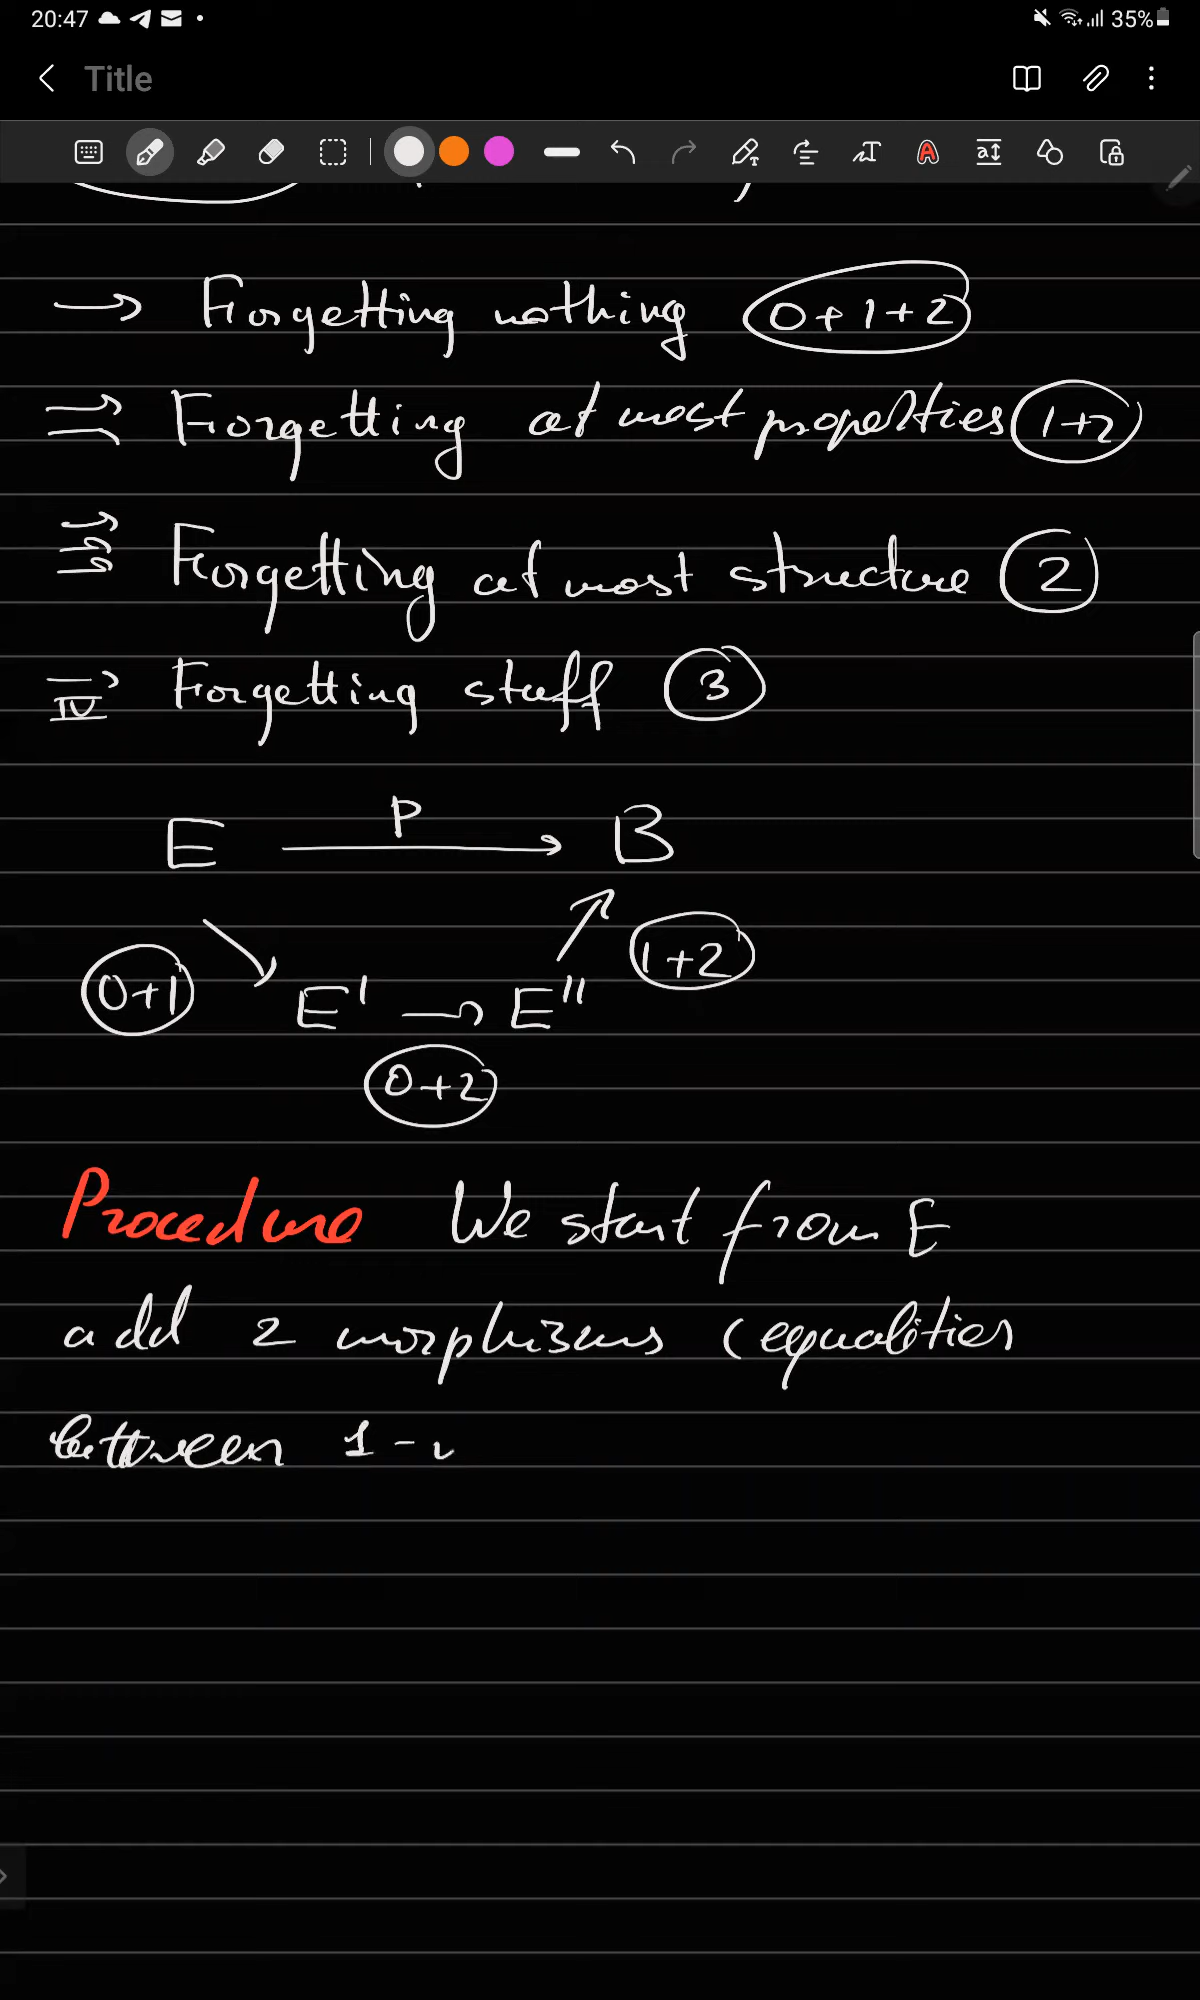 20:47 35%
Title
→ Forgetting nothing (0+1+2)
Forgetting at most properties (1+2)
Forgetting at most structure (2)
IV Forgetting stuff (3)
P
E → B
0+1 1+2
E' → E''
0+2
Procedure We start from E
add 2 morphisms (equalities
between 1-